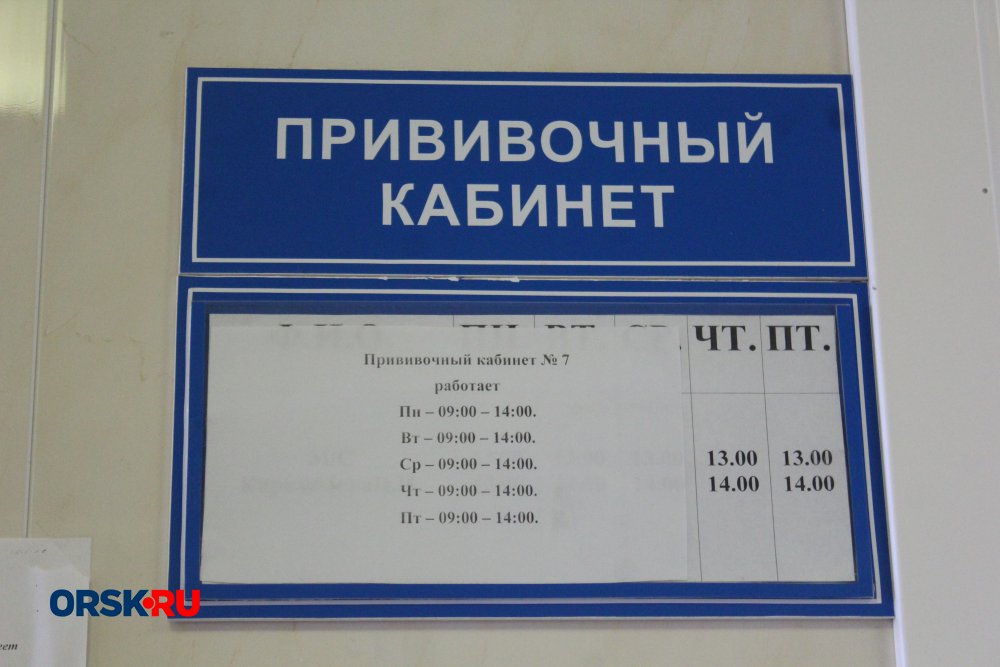 ПРИВИВОЧНЫЙ
КАБИНЕТ
ЧТ. ПТ.
Прививочный кабинет № 7
работает
Пн – 09:00 – 14:00.
Вт – 09:00 – 14:00.
Ср – 09:00 – 14:00.
Чт – 09:00 – 14:00.
Пт – 09:00 – 14:00.
13.00 13.00
14.00 14.00
ORSK.RU